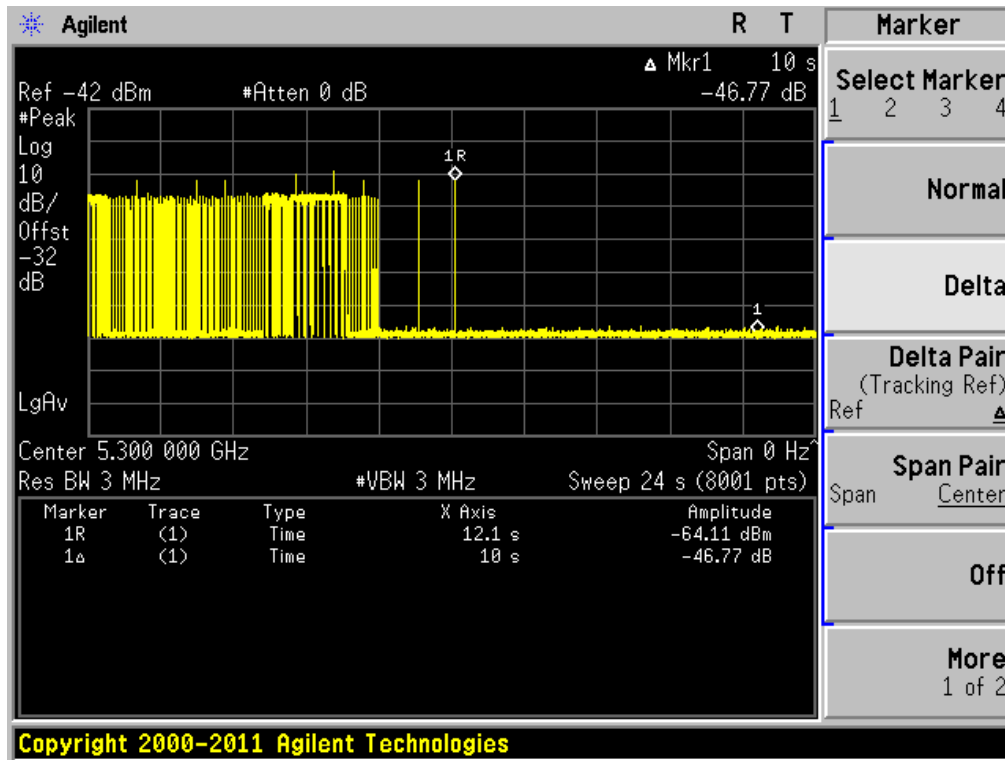 Agilent R T
Δ Mkr1 10 s
Ref -42 dBm #Atten 0 dB -46.77 dB
#Peak
Log
10
dB/
Offst
-32
dB
1R
1
LgAv
Center 5.300 000 GHz Span 0 Hz^
Res BW 3 MHz #VBW 3 MHz Sweep 24 s (8001 pts)
Marker Trace Type X Axis Amplitude
1R (1) Time 12.1 s -64.11 dBm
1Δ (1) Time 10 s -46.77 dB
Copyright 2000-2011 Agilent Technologies
Marker
Select Marker
1 2 3 4
Normal
Delta
Delta Pair
(Tracking Ref)
Ref Δ
Span Pair
Span Center
Off
More
1 of 2